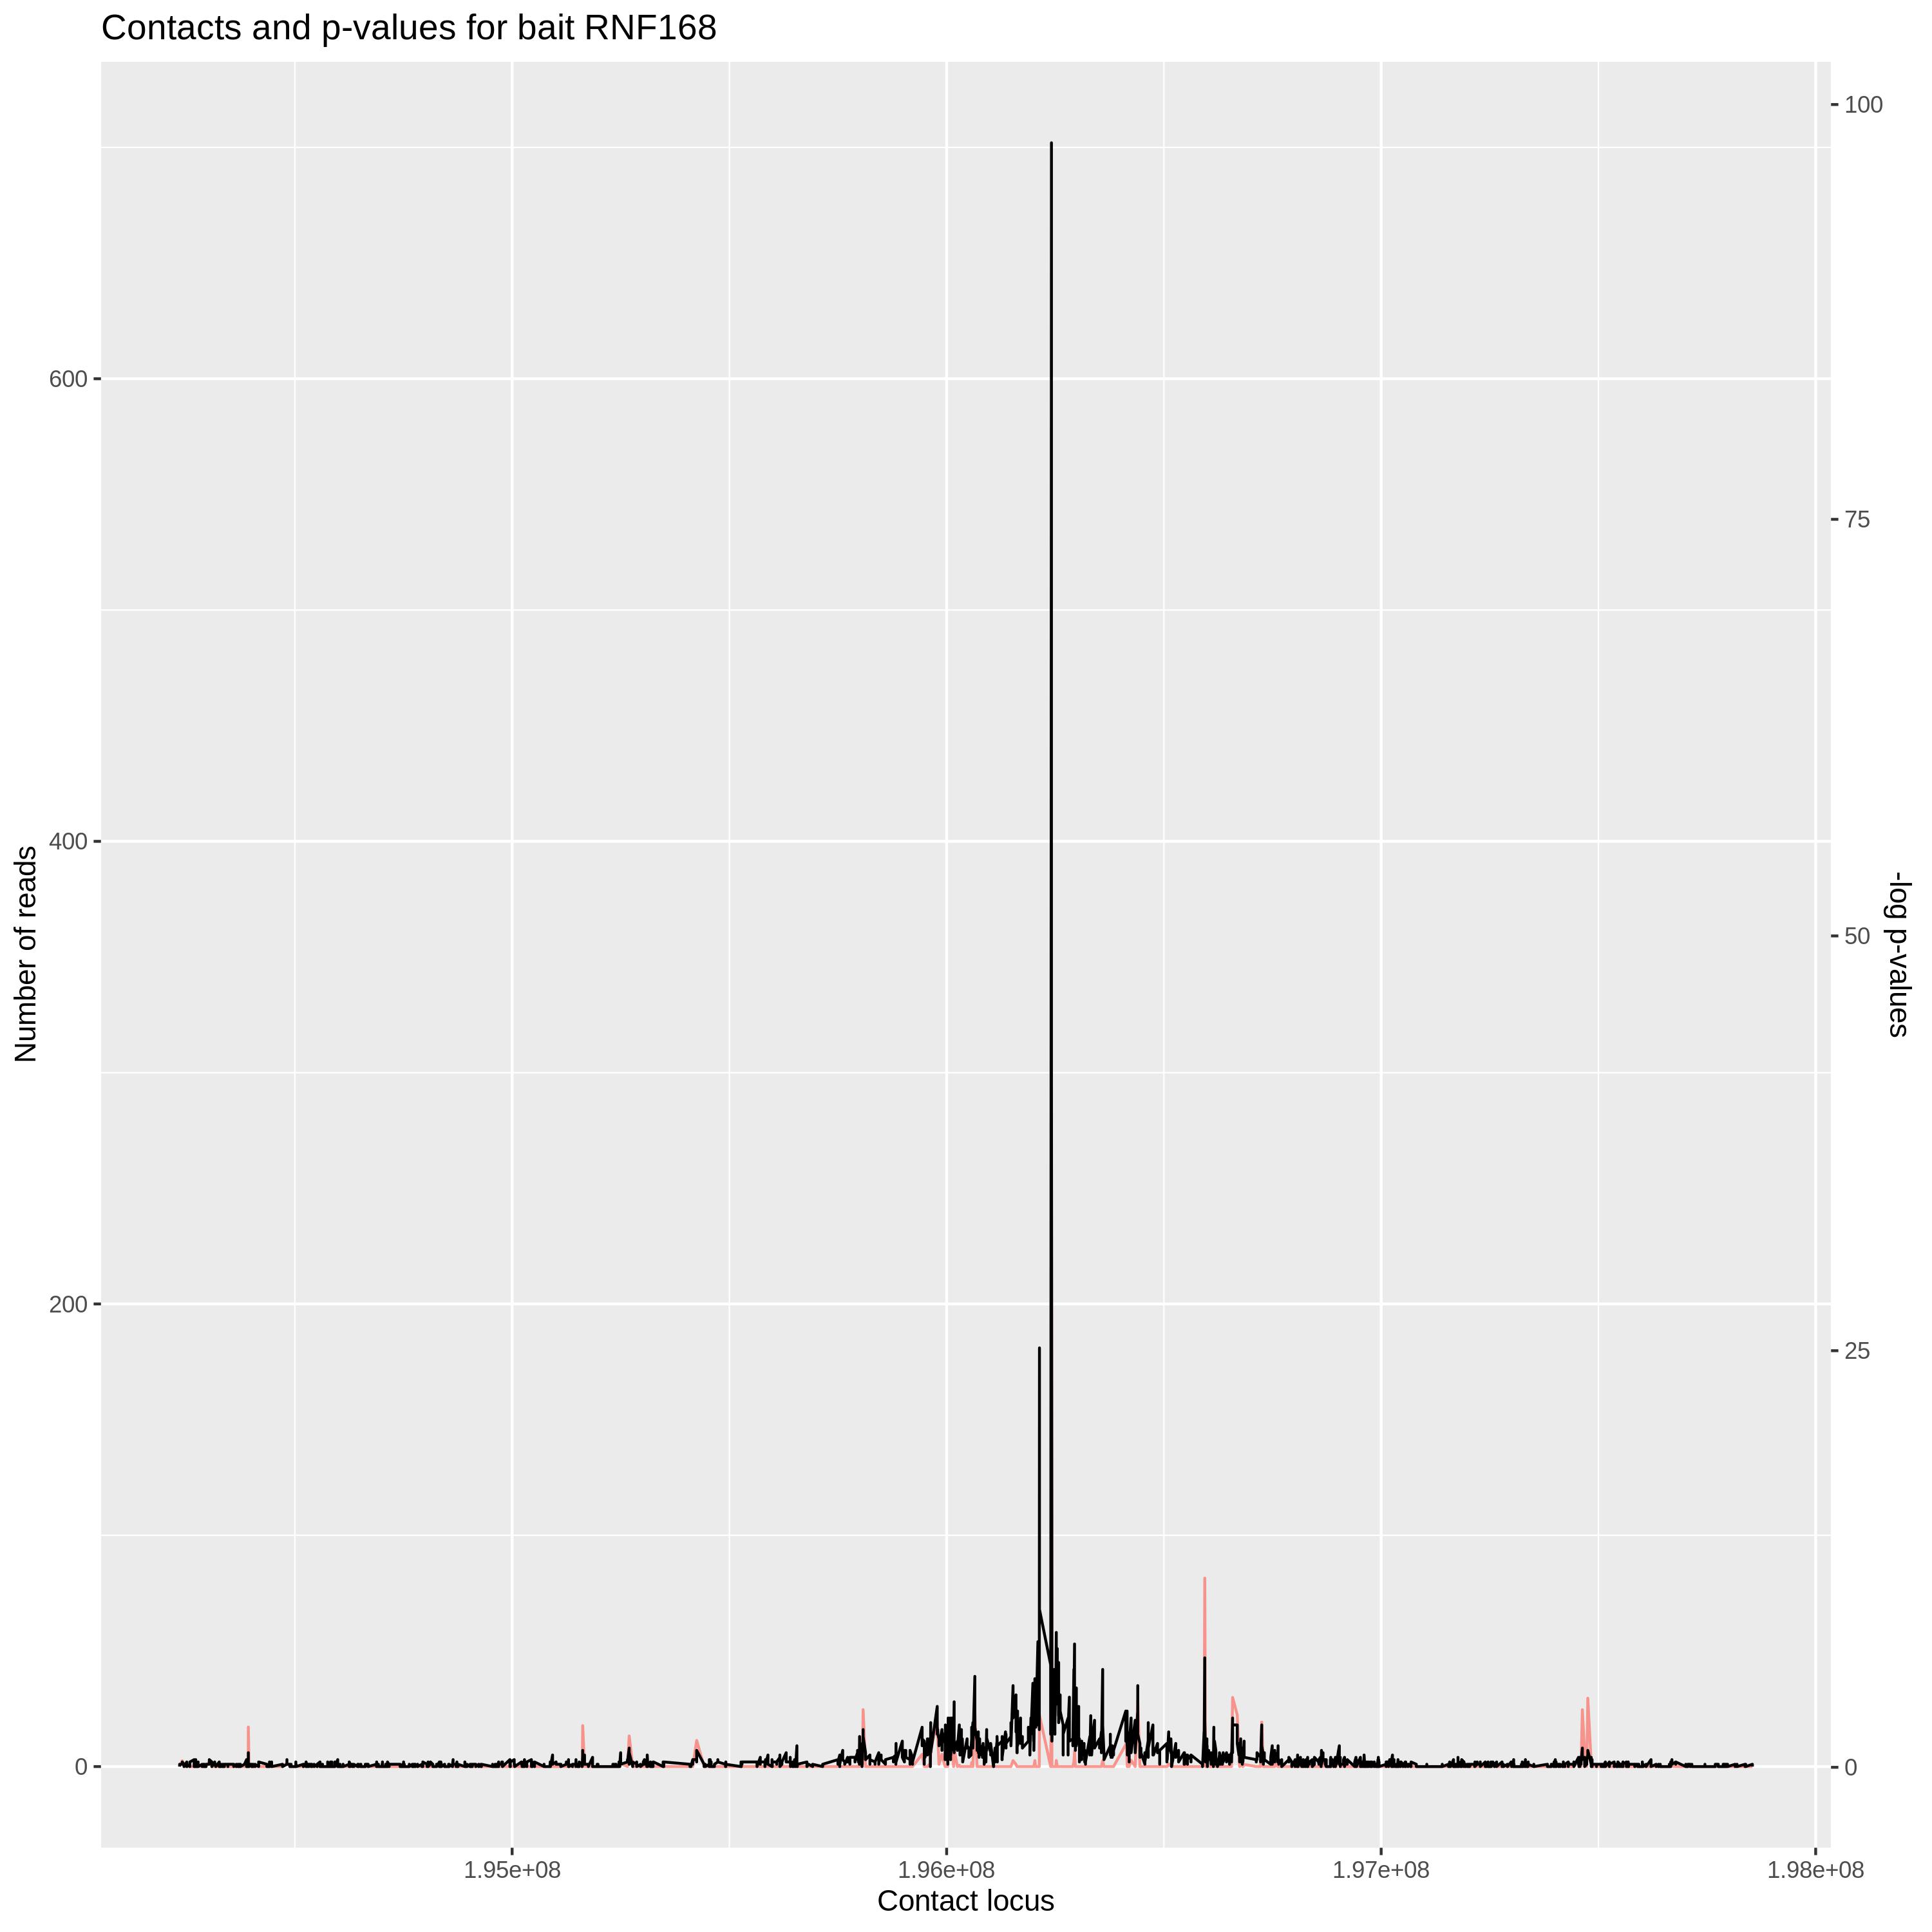 Contacts and p-values for bait RNF168
100
600
75
400
50
Number of reads
-log p-values
200
25
0
0
1.95e+08
1.96e+08
1.97e+08
1.98e+08
Contact locus